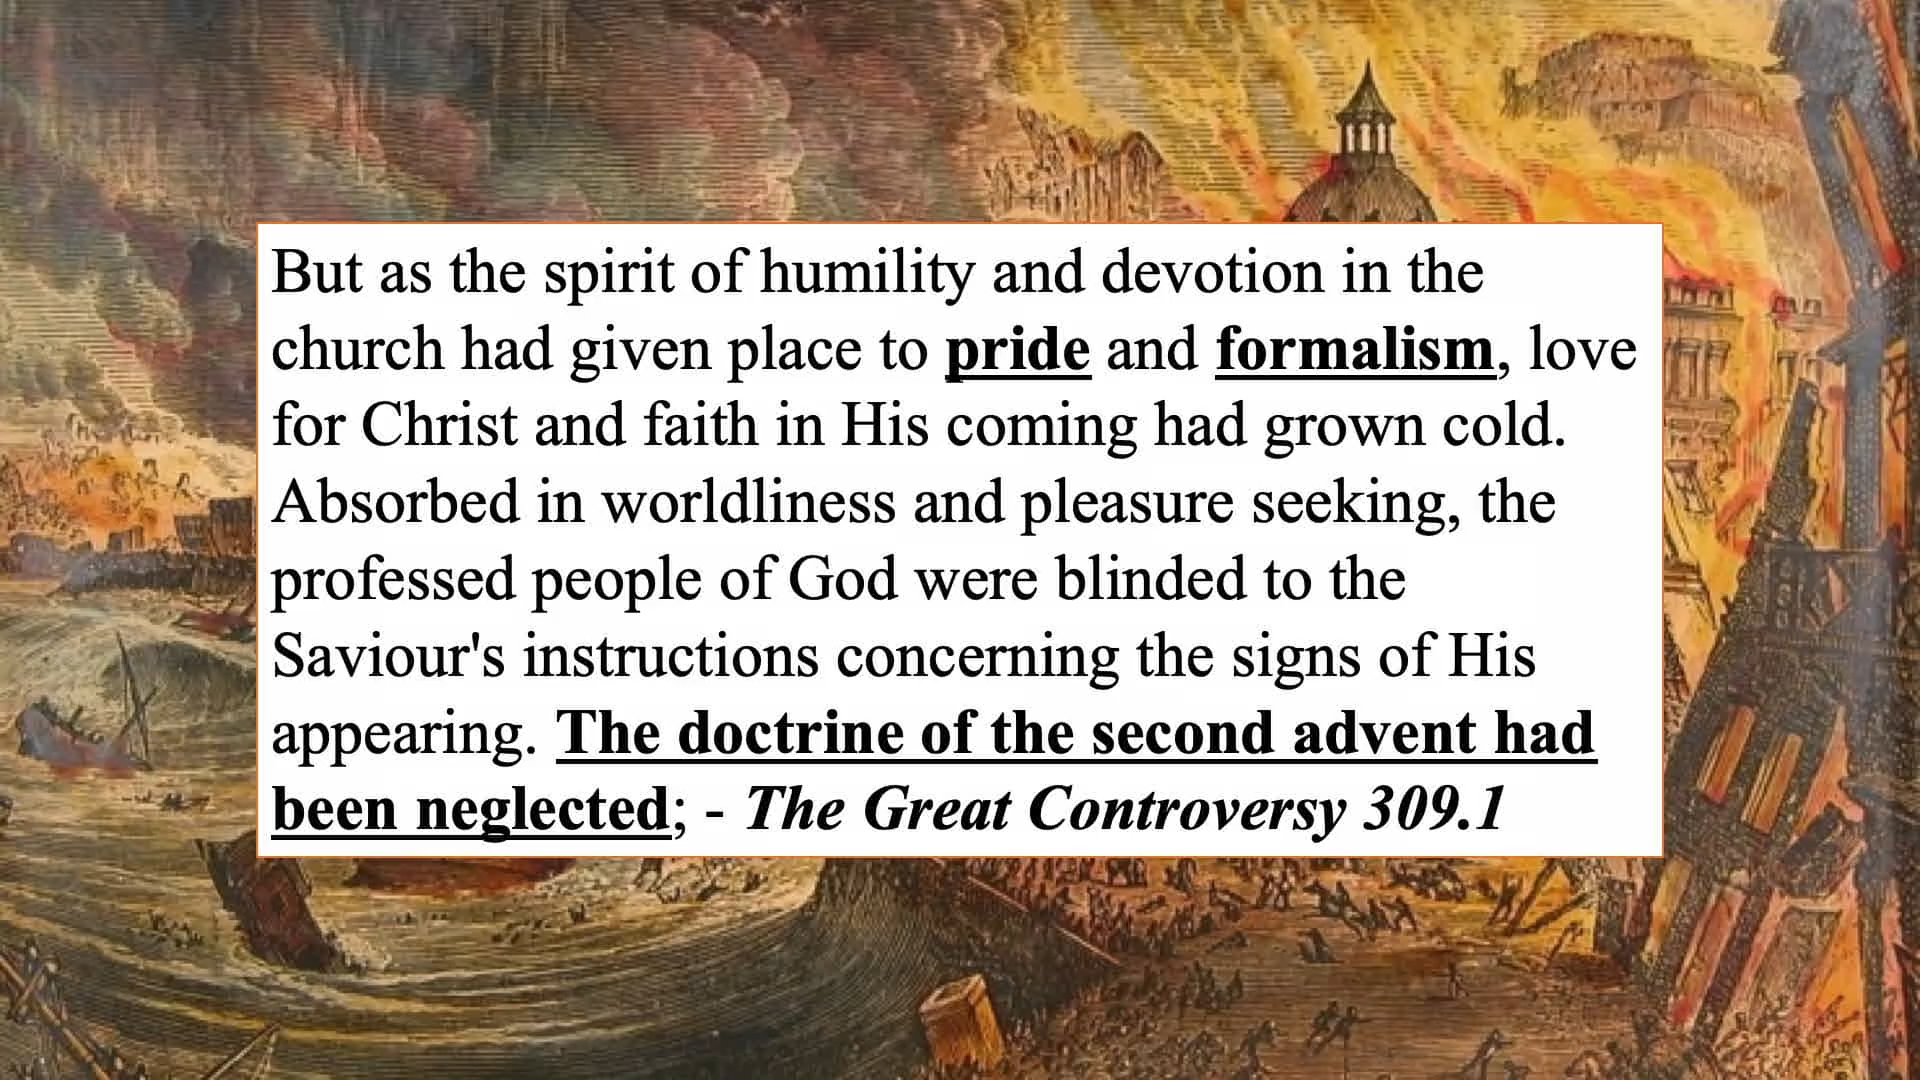 But as the spirit of humility and devotion in the
church had given place to pride and formalism, love
for Christ and faith in His coming had grown cold.
Absorbed in worldliness and pleasure seeking, the
professed people of God were blinded to the
Saviour's instructions concerning the signs of His
appearing. The doctrine of the second advent had
been neglected; - The Great Controversy 309.1